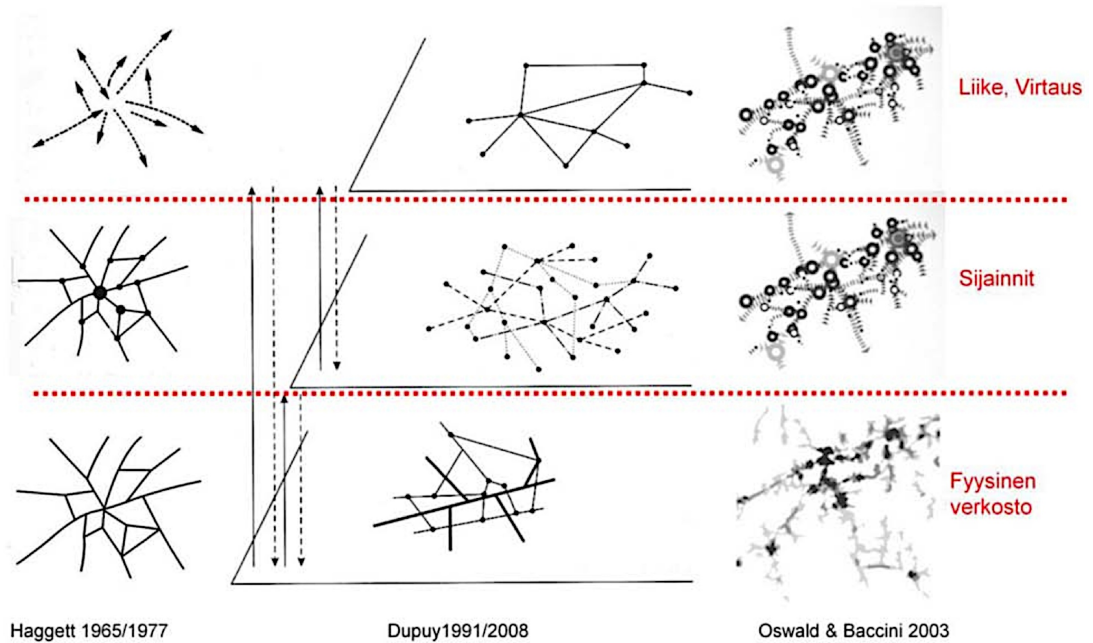 Liike, Virtaus
Sijainnit
Fyysinen
verkosto
Haggett 1965/1977
Dupuy1991/2008
Oswald & Baccini 2003